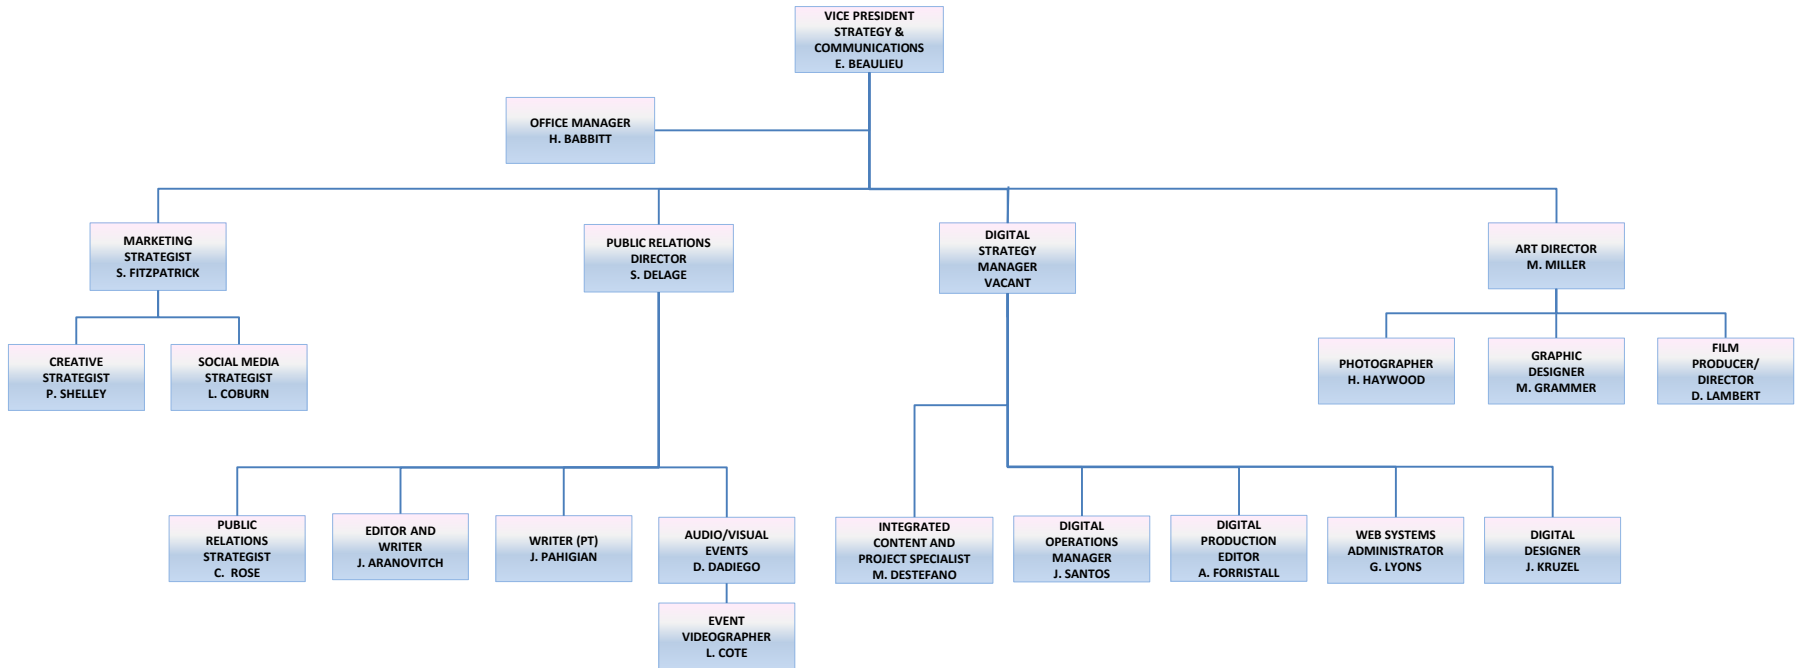 VICE PRESIDENT
STRATEGY &
COMMUNICATIONS
E. BEAULIEU
OFFICE MANAGER
H. BABBITT
MARKETING
STRATEGIST
S. FITZPATRICK
PUBLIC RELATIONS
DIRECTOR
S. DELAGE
DIGITAL
STRATEGY
MANAGER
VACANT
ART DIRECTOR
M. MILLER
CREATIVE
STRATEGIST
P. SHELLEY
SOCIAL MEDIA
STRATEGIST
L. COBURN
PHOTOGRAPHER
H. HAYWOOD
GRAPHIC
DESIGNER
M. GRAMMER
FILM
PRODUCER/
DIRECTOR
D. LAMBERT
PUBLIC
RELATIONS
STRATEGIST
C. ROSE
EDITOR AND
WRITER
J. ARANOVITCH
WRITER (PT)
J. PAHIGIAN
AUDIO/VISUAL
EVENTS
D. DADIEGO
INTEGRATED
CONTENT AND
PROJECT SPECIALIST
M. DESTEFANO
DIGITAL
OPERATIONS
MANAGER
J. SANTOS
DIGITAL
PRODUCTION
EDITOR
A. FORRISTALL
WEB SYSTEMS
ADMINISTRATOR
G. LYONS
DIGITAL
DESIGNER
J. KRUZEL
EVENT
VIDEOGRAPHER
L. COTE